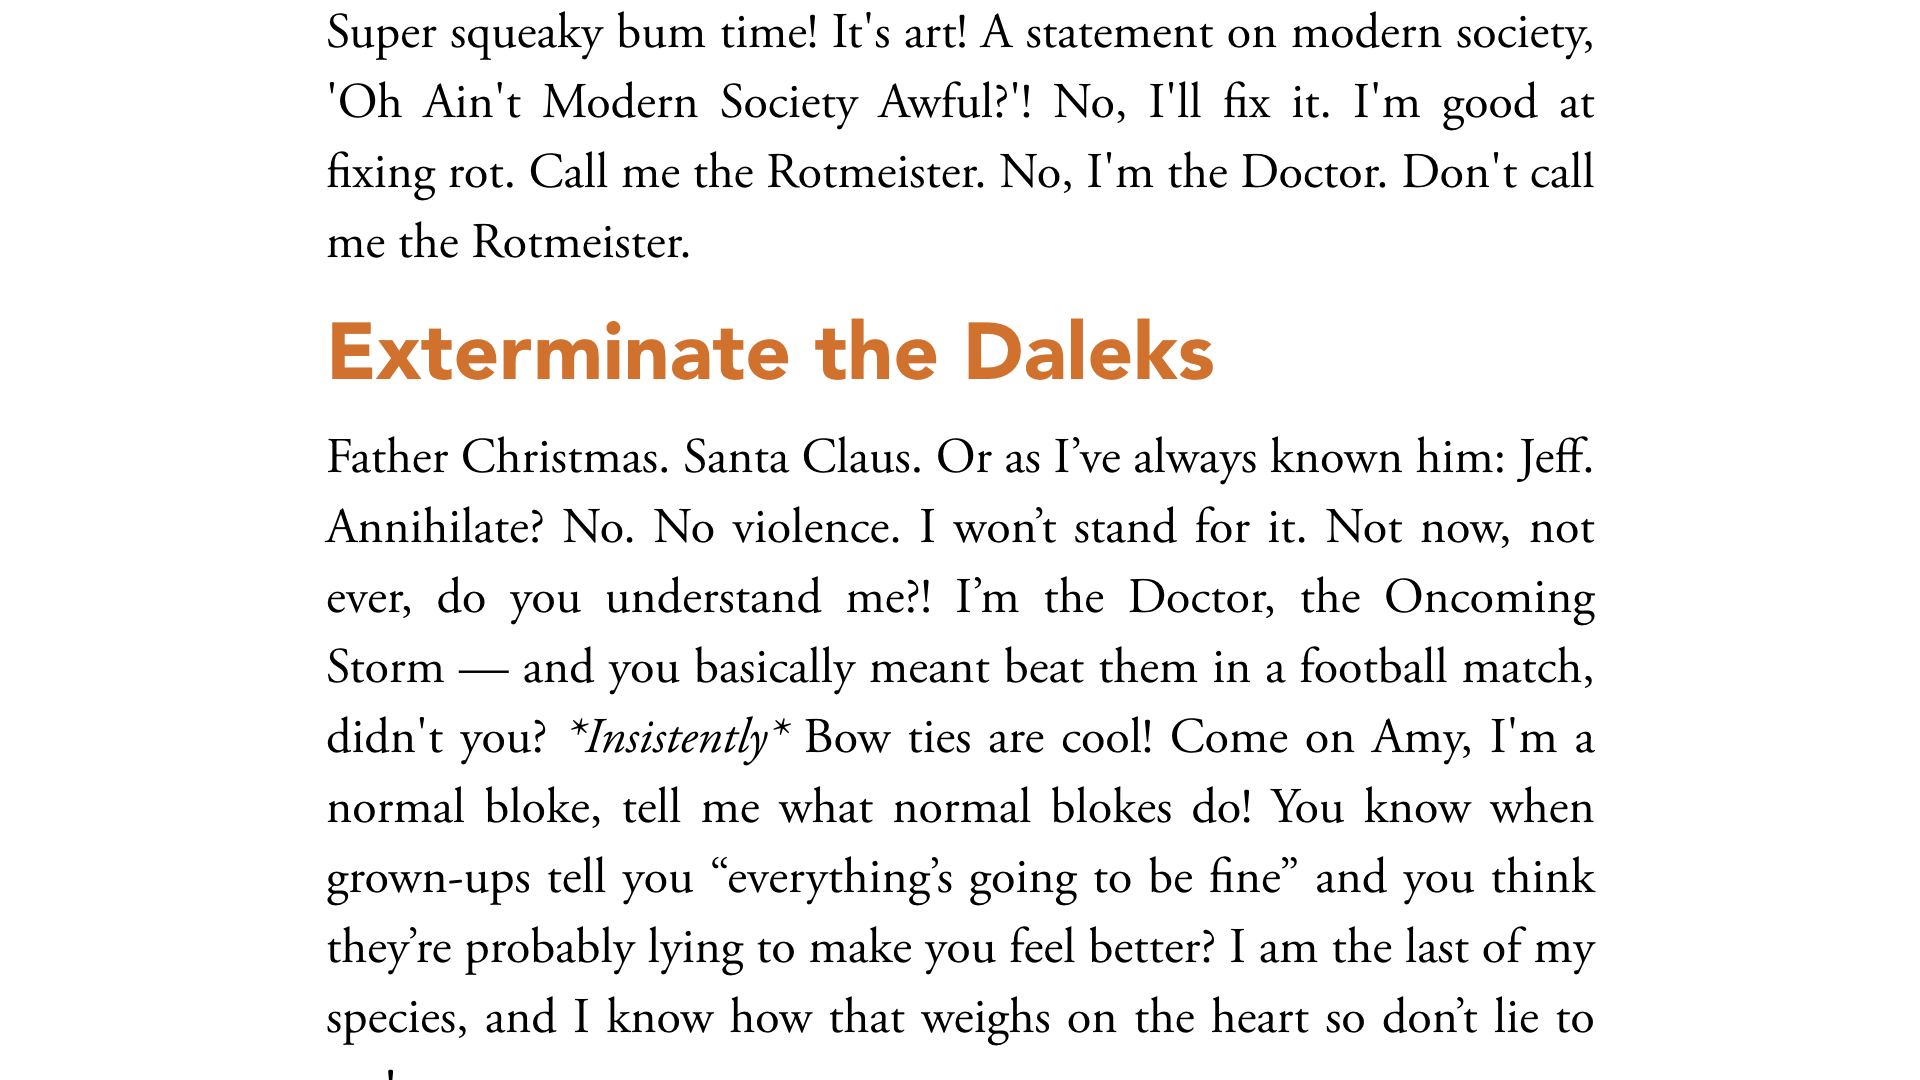 Super squeaky bum time! It's art! A statement on modern society,
'Oh Ain't Modern Society Awful?'! No, I'll fix it. I'm good at
fixing rot. Call me the Rotmeister. No, I'm the Doctor. Don't call
me the Rotmeister.
Exterminate the Daleks
Father Christmas. Santa Claus. Or as I’ve always known him: Jeff.
Annihilate? No. No violence. I won’t stand for it. Not now, not
ever, do you understand me?! I’m the Doctor, the Oncoming
Storm — and you basically meant beat them in a football match,
didn't you? *Insistently* Bow ties are cool! Come on Amy, I'm a
normal bloke, tell me what normal blokes do! You know when
grown-ups tell you “everything’s going to be fine” and you think
they’re probably lying to make you feel better? I am the last of my
species, and I know how that weighs on the heart so don’t lie to